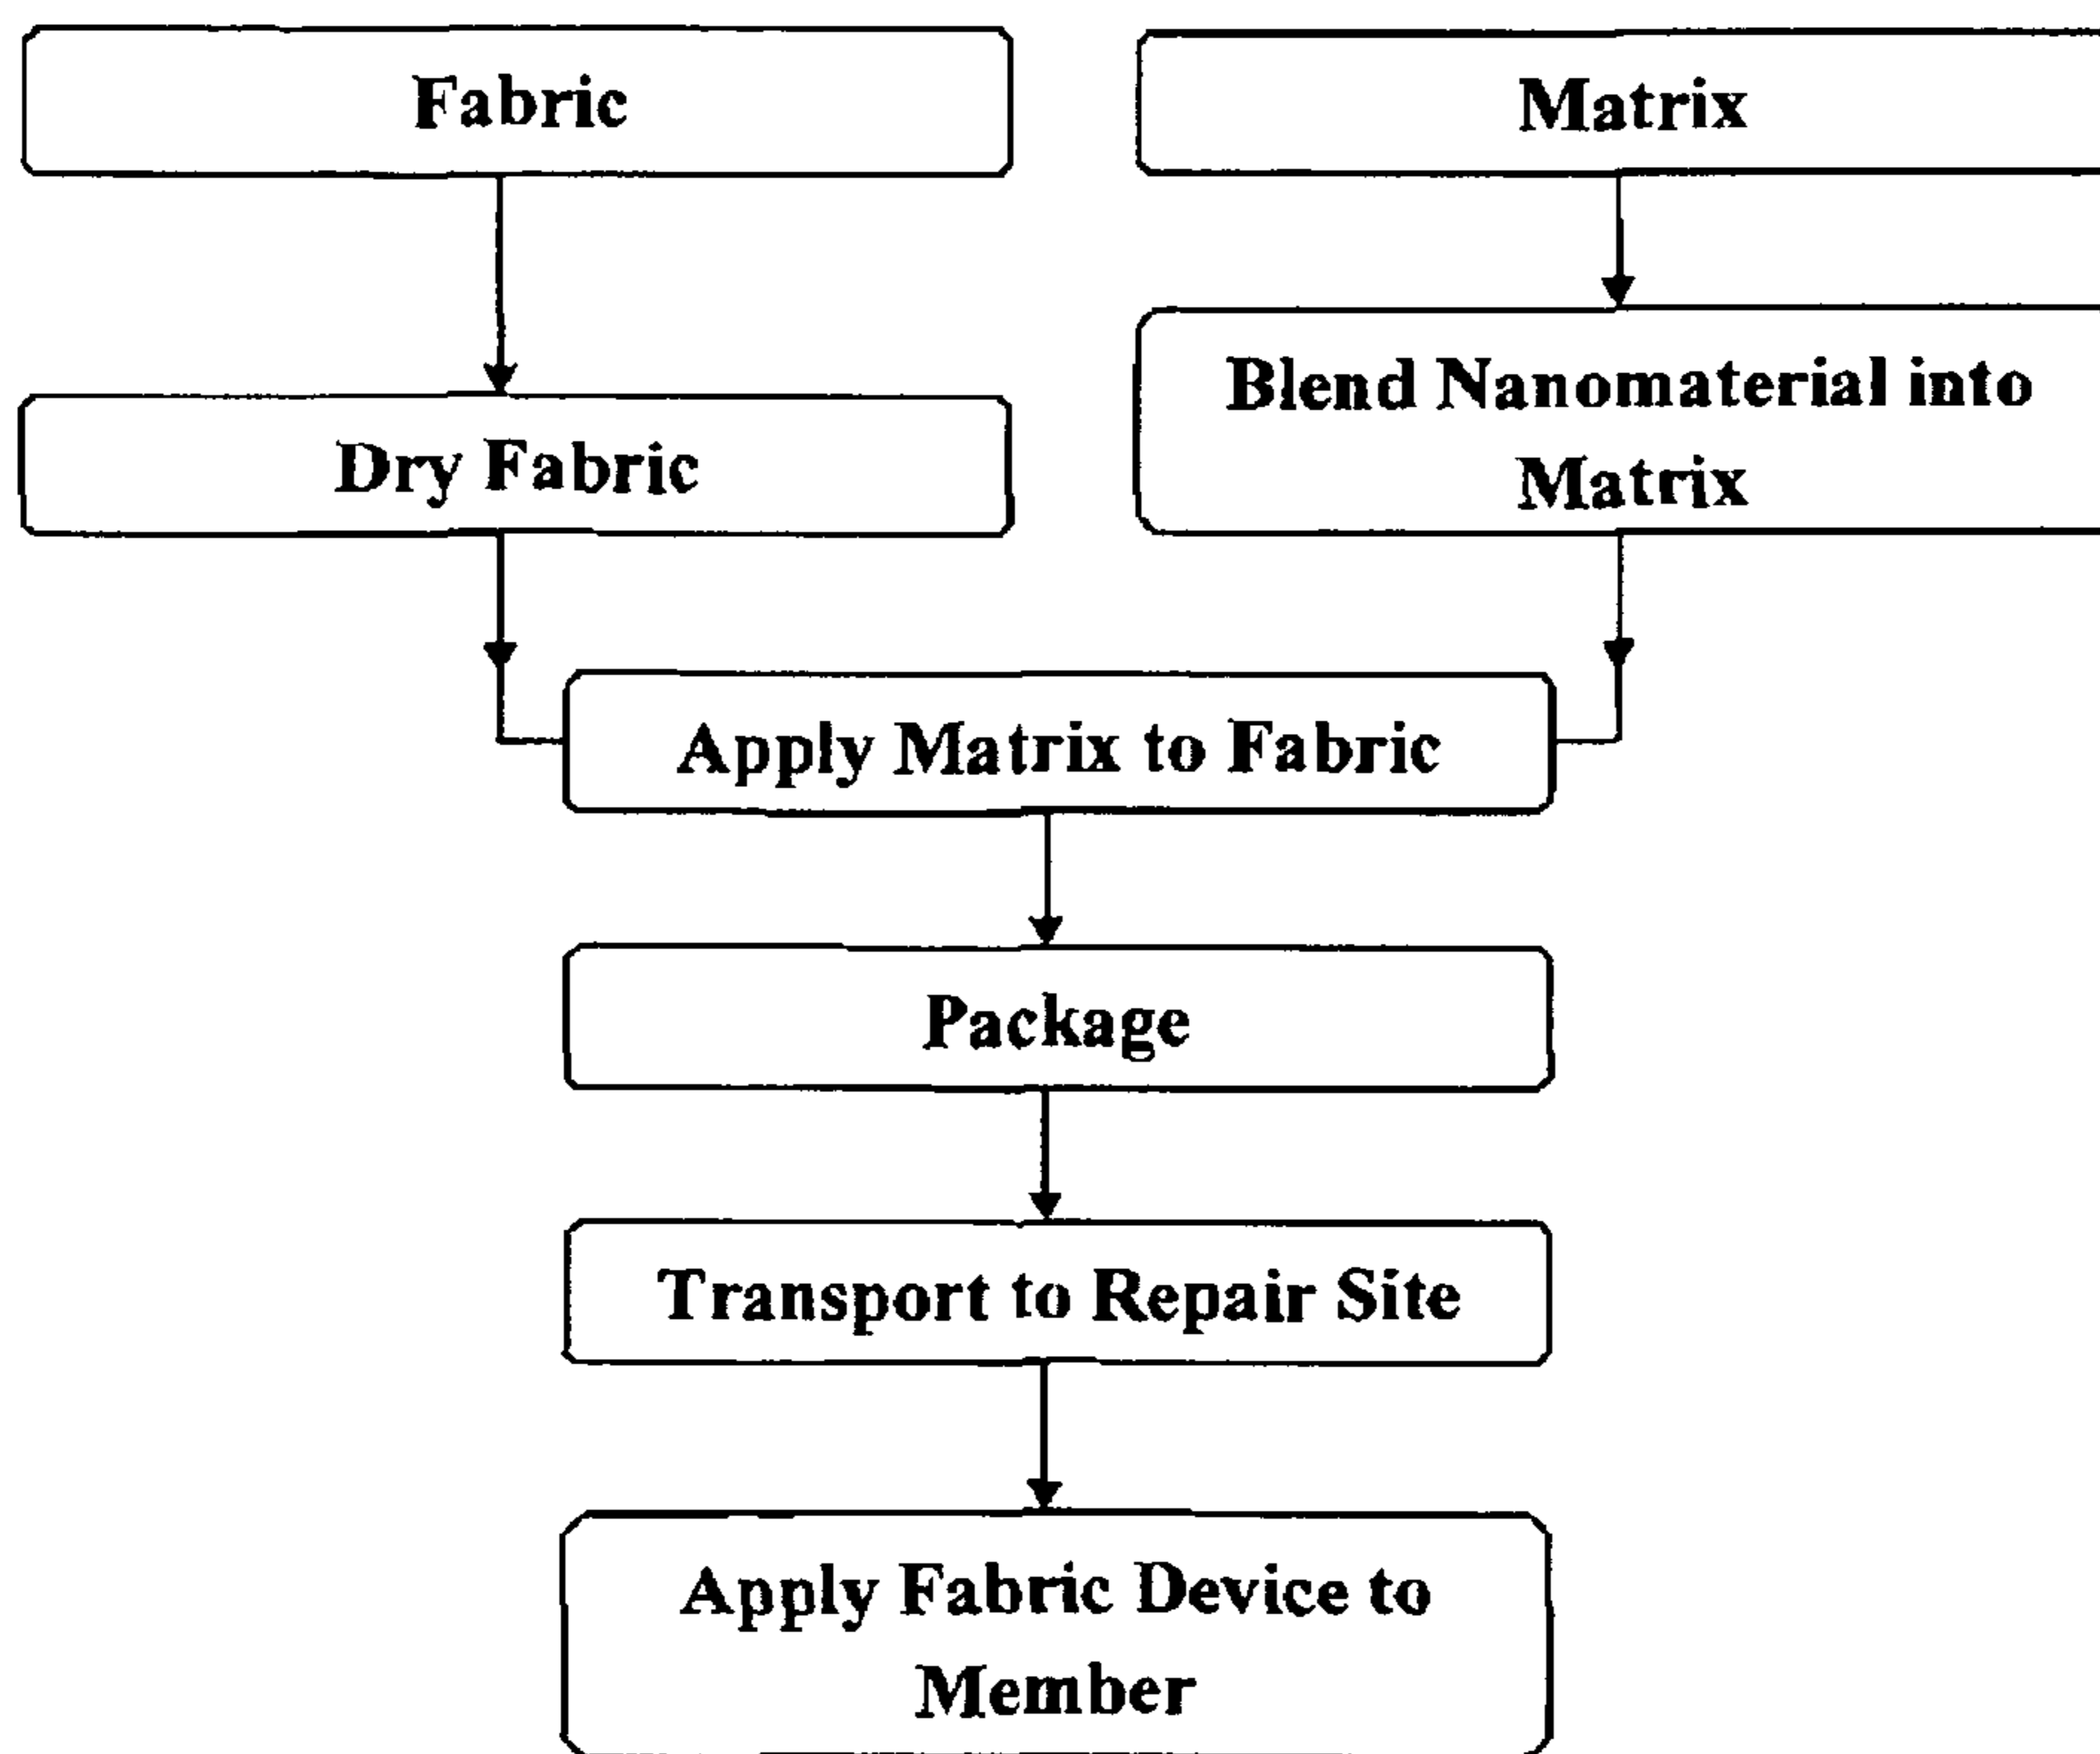 Fabric
Matrix
Dry Fabric
Blend Nanomaterial into
Matrix
Apply Matrix to Fabric
Package
Transport to Repair Site
Apply Fabric Device to
Member